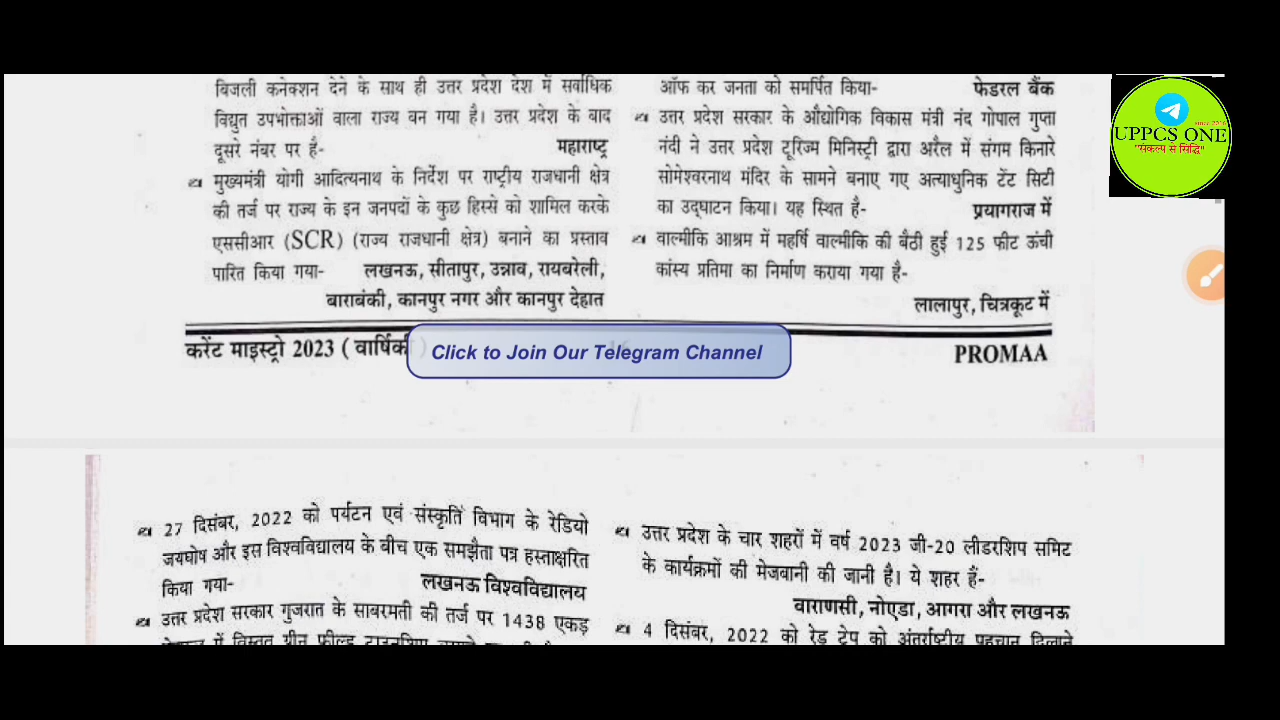 बिजली कनेक्शन देने के साथ ही उत्तर प्रदेश देश में सर्वाधिक
विद्युत उपभोक्ताओं वाला राज्य बन गया है। उत्तर प्रदेश के बाद
दूसरे नंबर पर है- महाराष्ट्र
मुख्यमंत्री योगी आदित्यनाथ के निर्देश पर राष्ट्रीय राजधानी क्षेत्र
की तर्ज पर राज्य के इन जनपदों के कुछ हिस्से को शामिल करके
एससीआर (SCR) (राज्य राजधानी क्षेत्र) बनाने का प्रस्ताव
पारित किया गया- लखनऊ, सीतापुर, उन्नाव, रायबरेली,
बाराबंकी, कानपुर नगर और कानपुर देहात
ऑफ कर जनता को समर्पित किया- फेडरल बैंक
उत्तर प्रदेश सरकार के औद्योगिक विकास मंत्री नंद गोपाल गुप्ता
नंदी ने उत्तर प्रदेश टूरिज्म मिनिस्ट्री द्वारा अरैल में संगम किनारे
सोमेश्वरनाथ मंदिर के सामने बनाए गए अत्याधुनिक टेंट सिटी
का उद्घाटन किया। यह स्थित है- प्रयागराज में
वाल्मीकि आश्रम में महर्षि वाल्मीकि की बैठी हुई 125 फीट ऊंची
कांस्य प्रतिमा का निर्माण कराया गया है-
लालापुर, चित्रकूट में
UPPCS ONE
"संकल्प से सिद्धि"
करेंट माइस्ट्रो 2023 ( वार्षिकी )
Click to Join Our Telegram Channel
PROMAA
27 दिसंबर, 2022 को पर्यटन एवं संस्कृति विभाग के रेडियो
जयघोष और इस विश्वविद्यालय के बीच एक समझैता पत्र हस्ताक्षरित
किया गया- लखनऊ विश्वविद्यालय
उत्तर प्रदेश सरकार गुजरात के साबरमती की तर्ज पर 1438 एकड़
में विस्तृत ग्रीन फील्ड टाउनशिप
उत्तर प्रदेश के चार शहरों में वर्ष 2023 जी-20 लीडरशिप समिट
के कार्यक्रमों की मेजबानी की जानी है। ये शहर हैं-
वाराणसी, नोएडा, आगरा और लखनऊ
4 दिसंबर, 2022 को रेड टेप को अंतर्राष्ट्रीय पहचान दिलाने